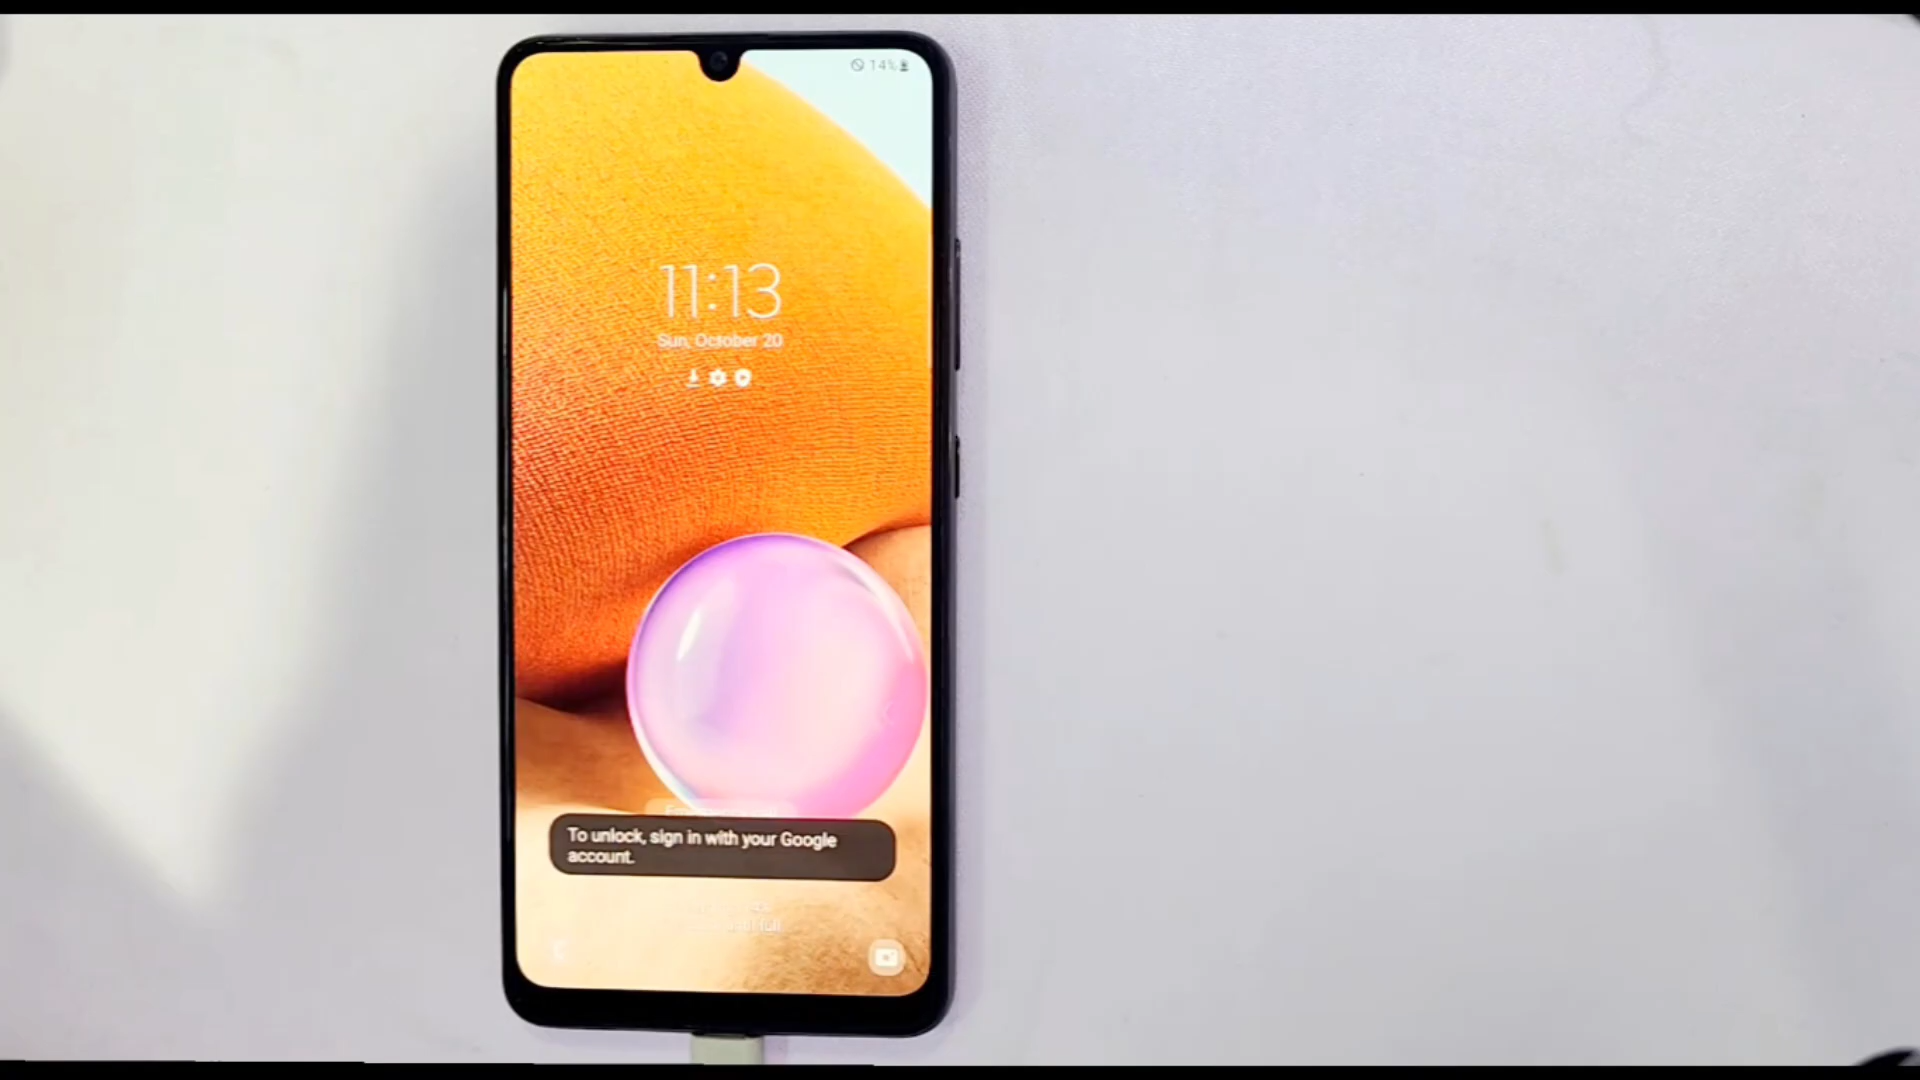 14%
11:13
Sun, October 20
To unlock, sign in with your Google
account.